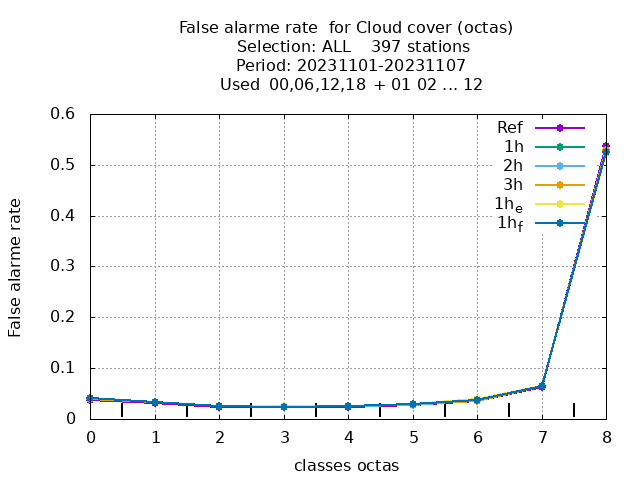 False alarme rate  for Cloud cover (octas)
Selection: ALL    397 stations
Period: 20231101-20231107
Used  00,06,12,18  + 01 02 ... 12
Ref
1h
2h
3h
1h_e
1h_f
0.6
0.5
0.4
0.3
0.2
0.1
0
False alarme rate
0 1 2 3 4 5 6 7 8
classes octas